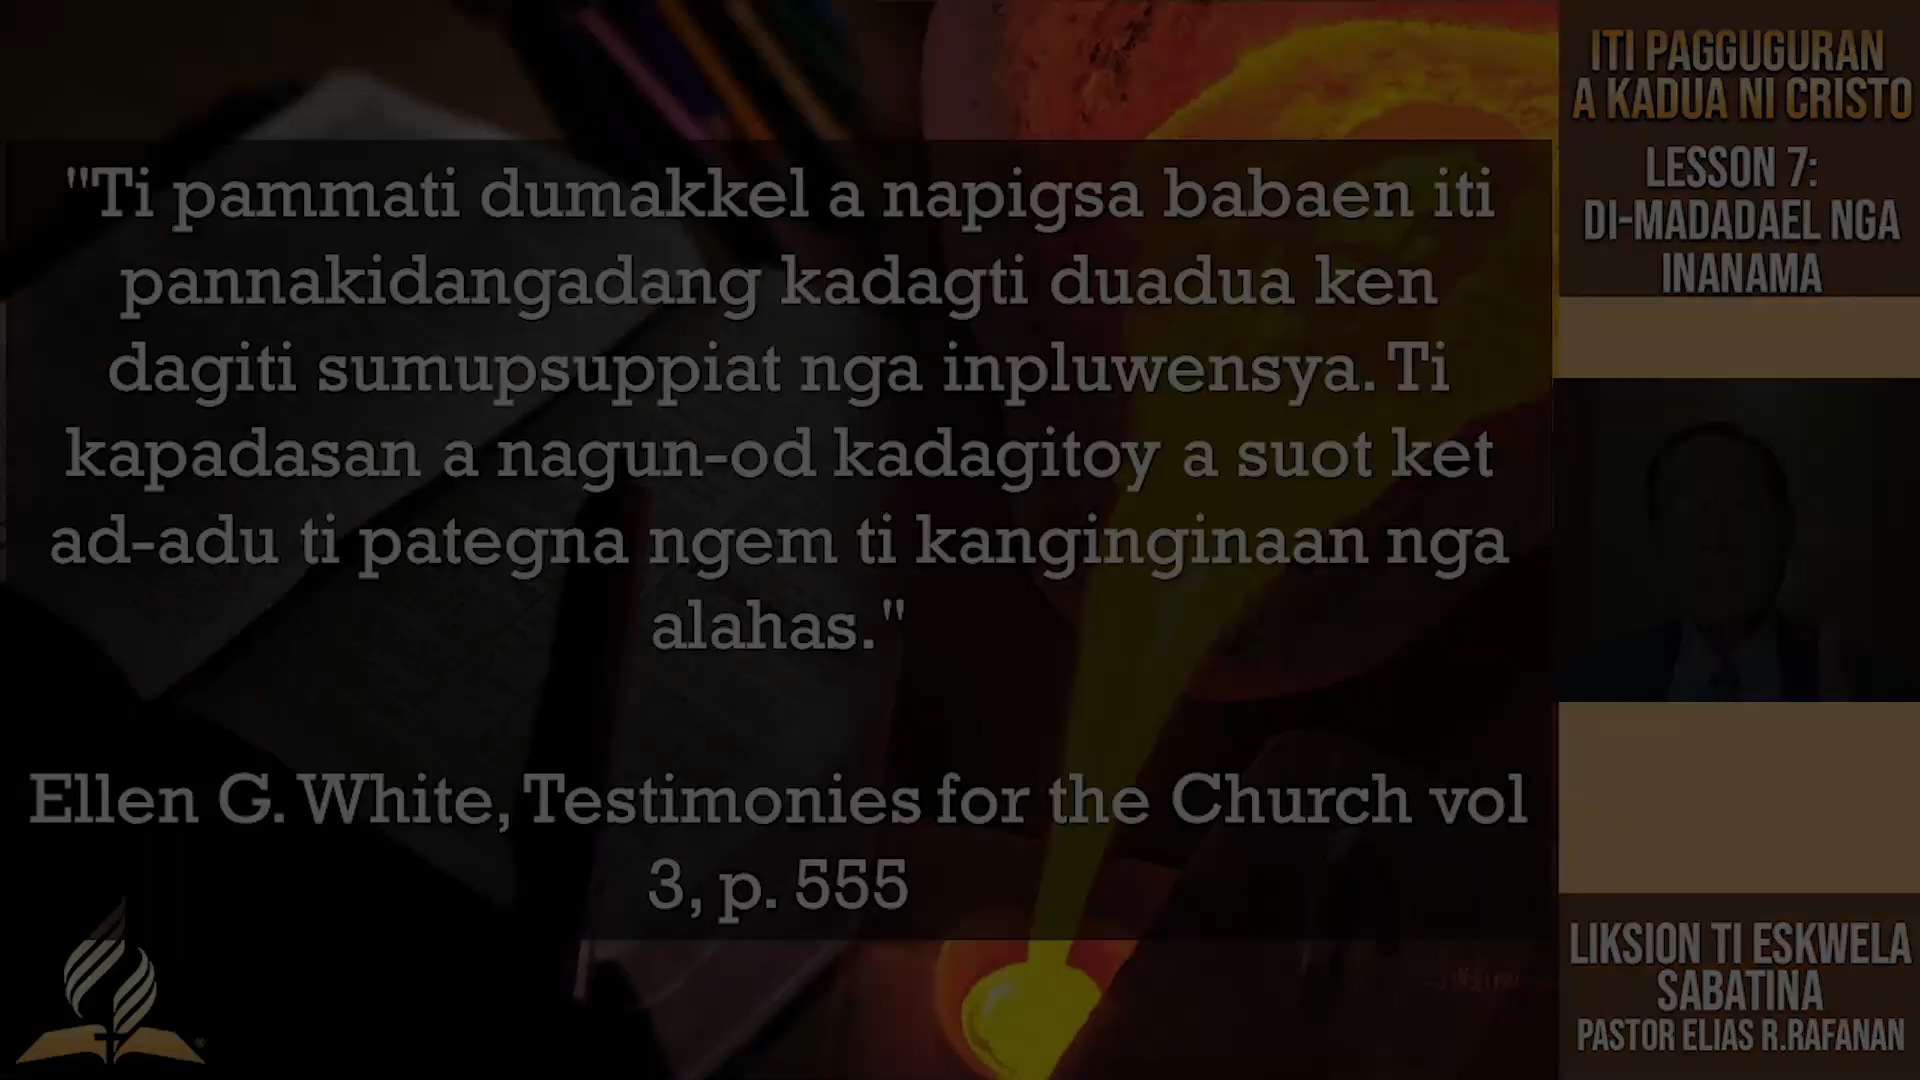 "Ti pammati dumakkel a napigsa babaen iti
pannakidangadang kadagti duadua ken
dagiti sumupsuppiat nga inpluwensya. Ti
kapadasan a nagun-od kadagitoy a suot ket
ad-adu ti pategna ngem ti kanginginaan nga
alahas."
Ellen G. White, Testimonies for the Church vol
3, p. 555
ITI PAGGUGURAN
A KADUA NI CRISTO
LESSON 7:
DI-MADADAEL NGA
INANAMA
LIKSION TI ESKWELA
SABATINA
PASTOR ELIAS R.RAFANAN